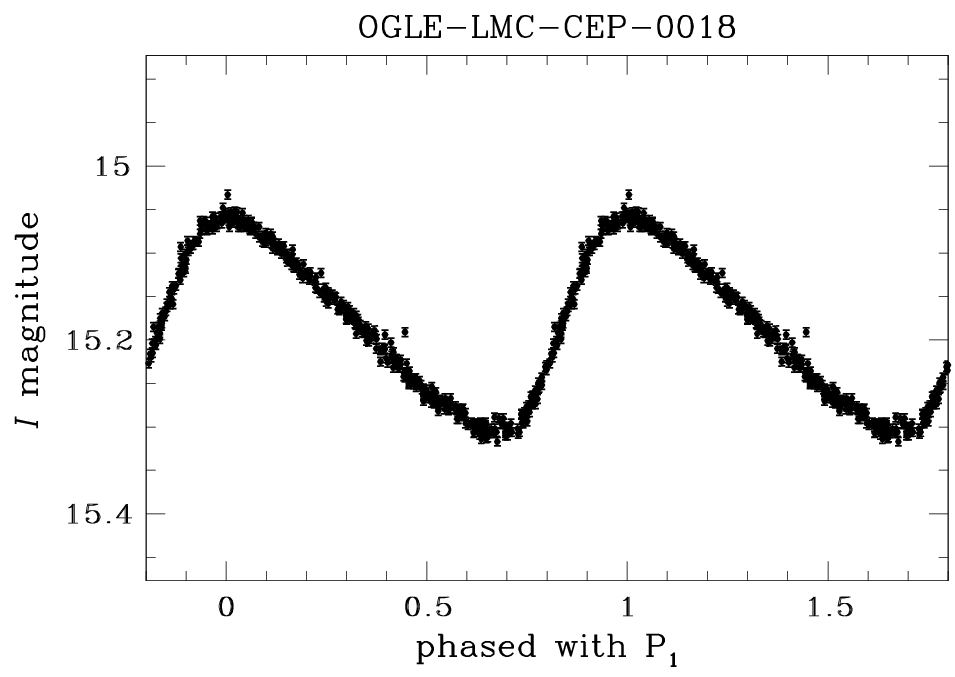 OGLE-LMC-CEP-0018
I magnitude
15
15.2
15.4
0 0.5 1 1.5
phased with P₁